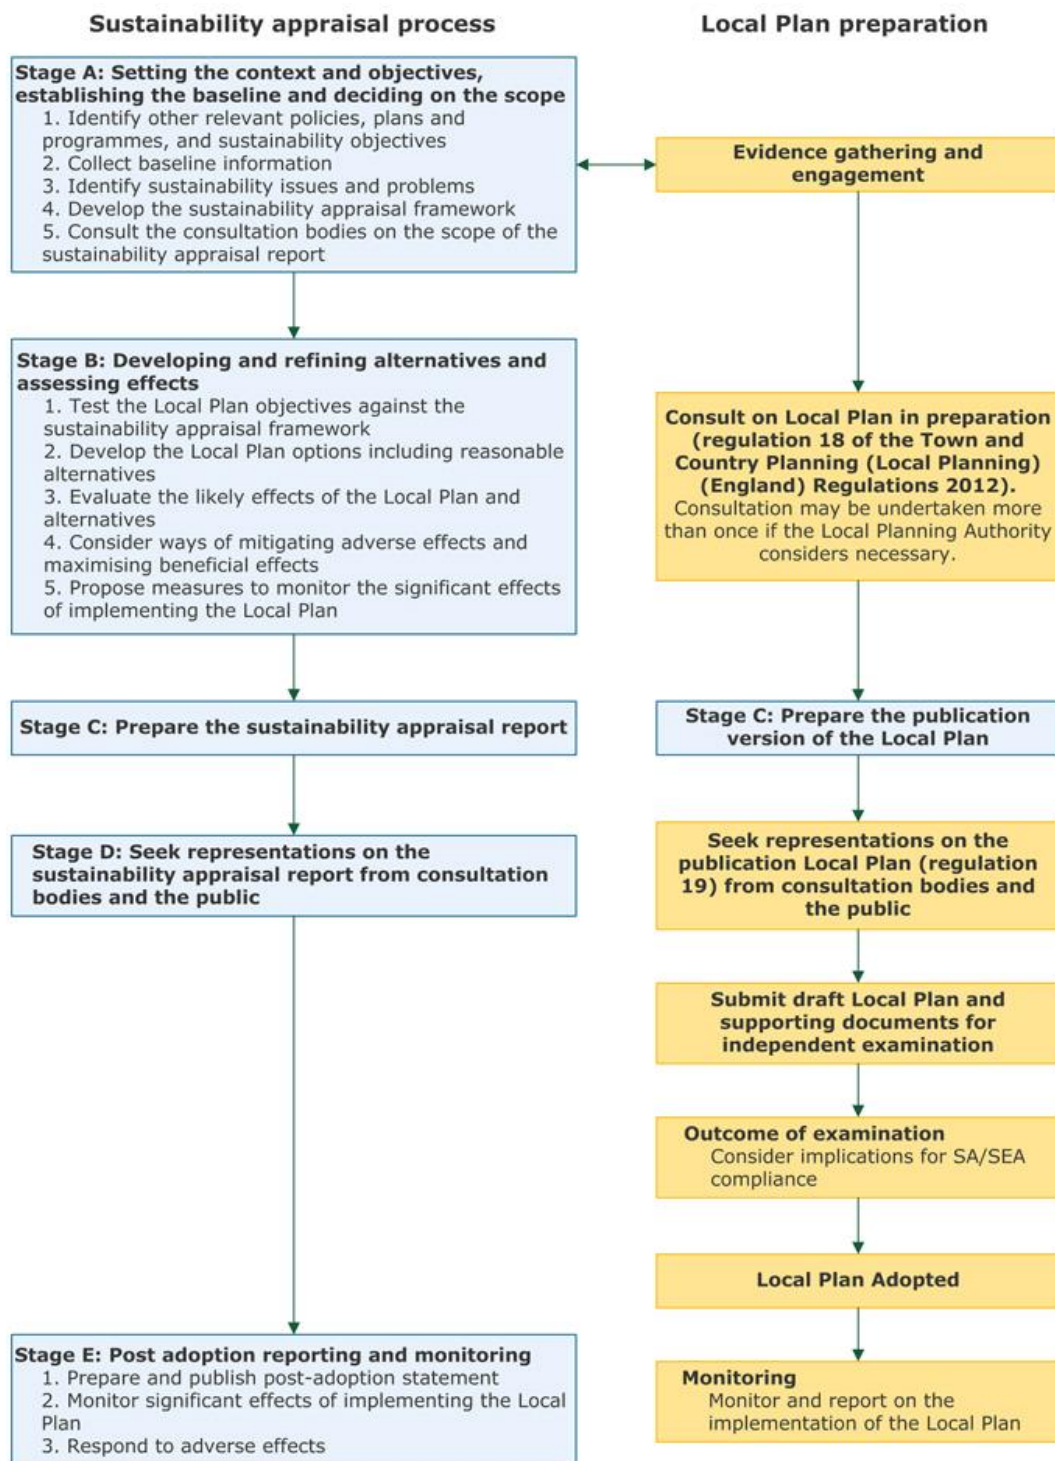 Sustainability appraisal process
Local Plan preparation
Stage A: Setting the context and objectives,
establishing the baseline and deciding on the scope
1. Identify other relevant policies, plans and
programmes, and sustainability objectives
2. Collect baseline information
3. Identify sustainability issues and problems
4. Develop the sustainability appraisal framework
5. Consult the consultation bodies on the scope of the
sustainability appraisal report
Evidence gathering and
engagement
Stage B: Developing and refining alternatives and
assessing effects
1. Test the Local Plan objectives against the
sustainability appraisal framework
2. Develop the Local Plan options including reasonable
alternatives
3. Evaluate the likely effects of the Local Plan and
alternatives
4. Consider ways of mitigating adverse effects and
maximising beneficial effects
5. Propose measures to monitor the significant effects
of implementing the Local Plan
Consult on Local Plan in preparation
(regulation 18 of the Town and
Country Planning (Local Planning)
(England) Regulations 2012).
Consultation may be undertaken more
than once if the Local Planning Authority
considers necessary.
Stage C: Prepare the sustainability appraisal report
Stage C: Prepare the publication
version of the Local Plan
Stage D: Seek representations on the
sustainability appraisal report from consultation
bodies and the public
Seek representations on the
publication Local Plan (regulation
19) from consultation bodies and
the public
Submit draft Local Plan and
supporting documents for
independent examination
Outcome of examination
Consider implications for SA/SEA
compliance
Local Plan Adopted
Stage E: Post adoption reporting and monitoring
1. Prepare and publish post-adoption statement
2. Monitor significant effects of implementing the Local
Plan
3. Respond to adverse effects
Monitoring
Monitor and report on the
implementation of the Local Plan